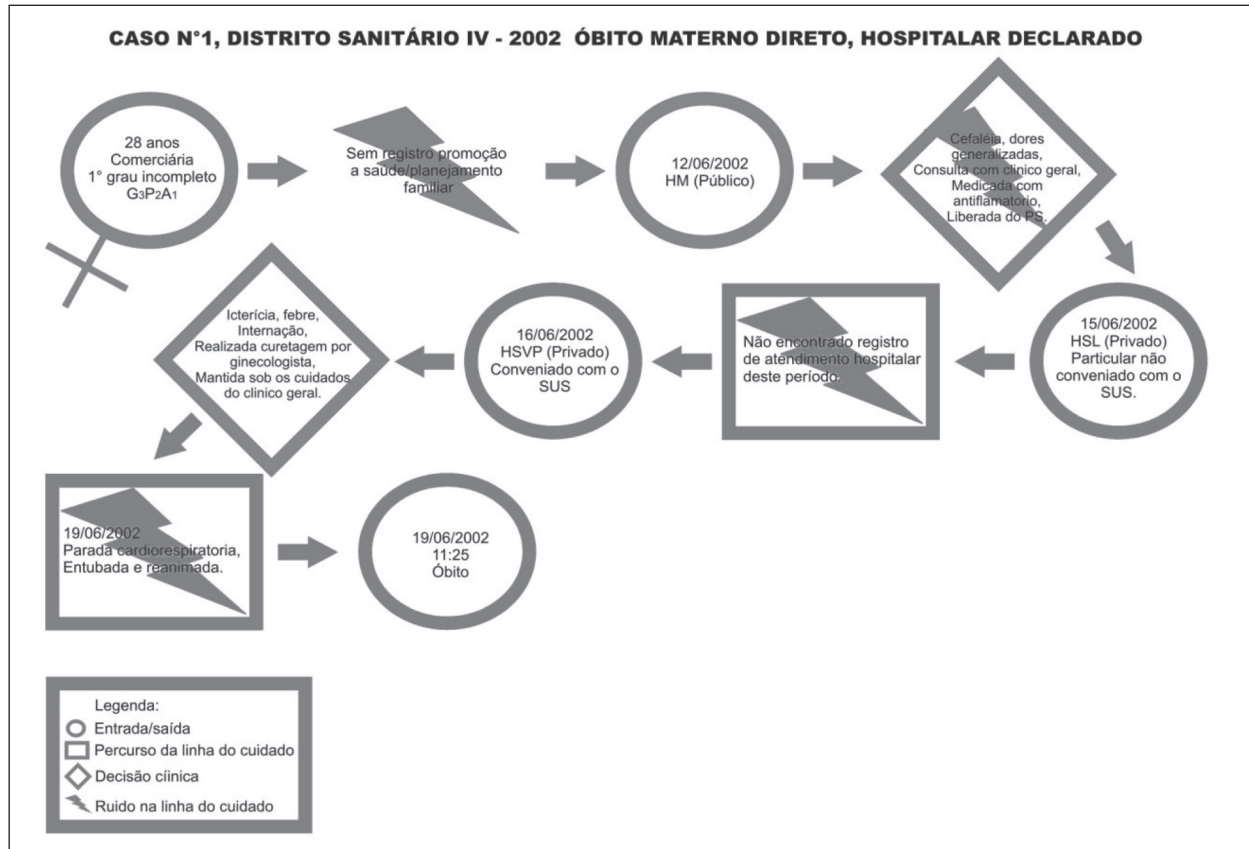 CASO N°1, DISTRITO SANITÁRIO IV - 2002 ÓBITO MATERNO DIRETO, HOSPITALAR DECLARADO
28 anos
Comerciária
1° grau incompleto
G3P2A1
Sem registro promoção
a saúde/planejamento
familiar
12/06/2002
HM (Público)
Cefaléia, dores
generalizadas,
Consulta com clinico geral,
Medicada com
antiflamatorio,
Liberada do PS.
15/06/2002
HSL (Privado)
Particular não
conveniado com o
SUS.
Não encontrado registro
de atendimento hospitalar
deste período.
16/06/2002
HSVP (Privado)
Conveniado com o
SUS
Icterícia, febre,
Internação,
Realizada curetagem por
ginecologista,
Mantida sob os cuidados
do clinico geral.
19/06/2002
Parada cardiorespiratoria,
Entubada e reanimada.
19/06/2002
11:25
Óbito
Legenda:
Entrada/saída
Percurso da linha do cuidado
Decisão cíinica
Ruido na linha do cuidado